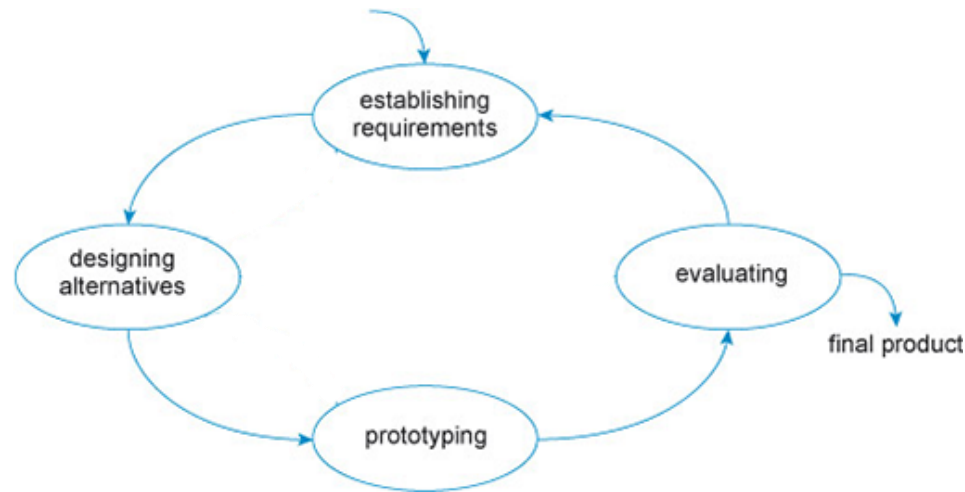 establishing
requirements
designing
alternatives
evaluating
final product
prototyping